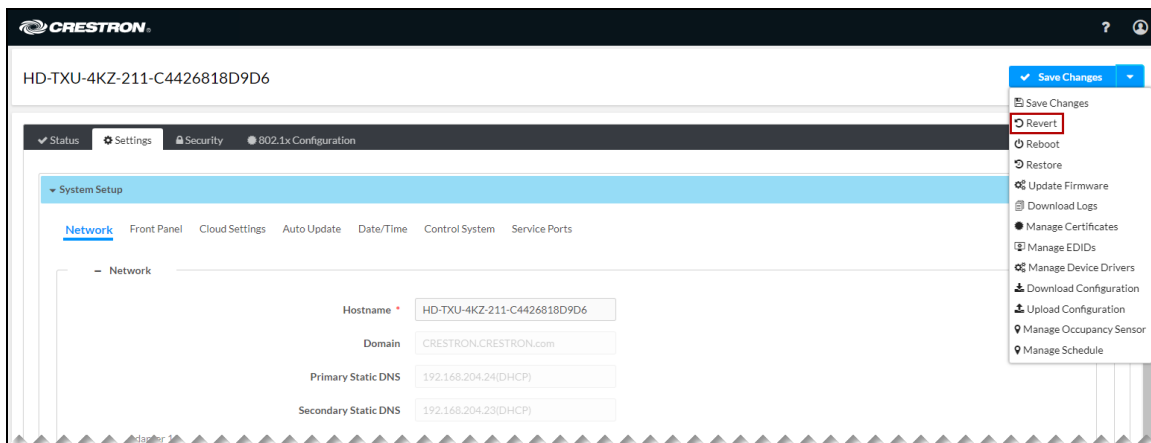 CRESTRON.
?
HD-TXU-4KZ-211-C4426818D9D6
Save Changes
Save Changes
Revert
Reboot
Restore
Update Firmware
Download Logs
Manage Certificates
Manage EDIDs
Manage Device Drivers
Download Configuration
Upload Configuration
Manage Occupancy Sensor
Manage Schedule
Status Settings Security 802.1x Configuration
System Setup
Network Front Panel Cloud Settings Auto Update Date/Time Control System Service Ports
− Network
Hostname * HD-TXU-4KZ-211-C4426818D9D6
Domain CRESTRON.CRESTRON.com
Primary Static DNS 192.168.204.24(DHCP)
Secondary Static DNS 192.168.204.23(DHCP)